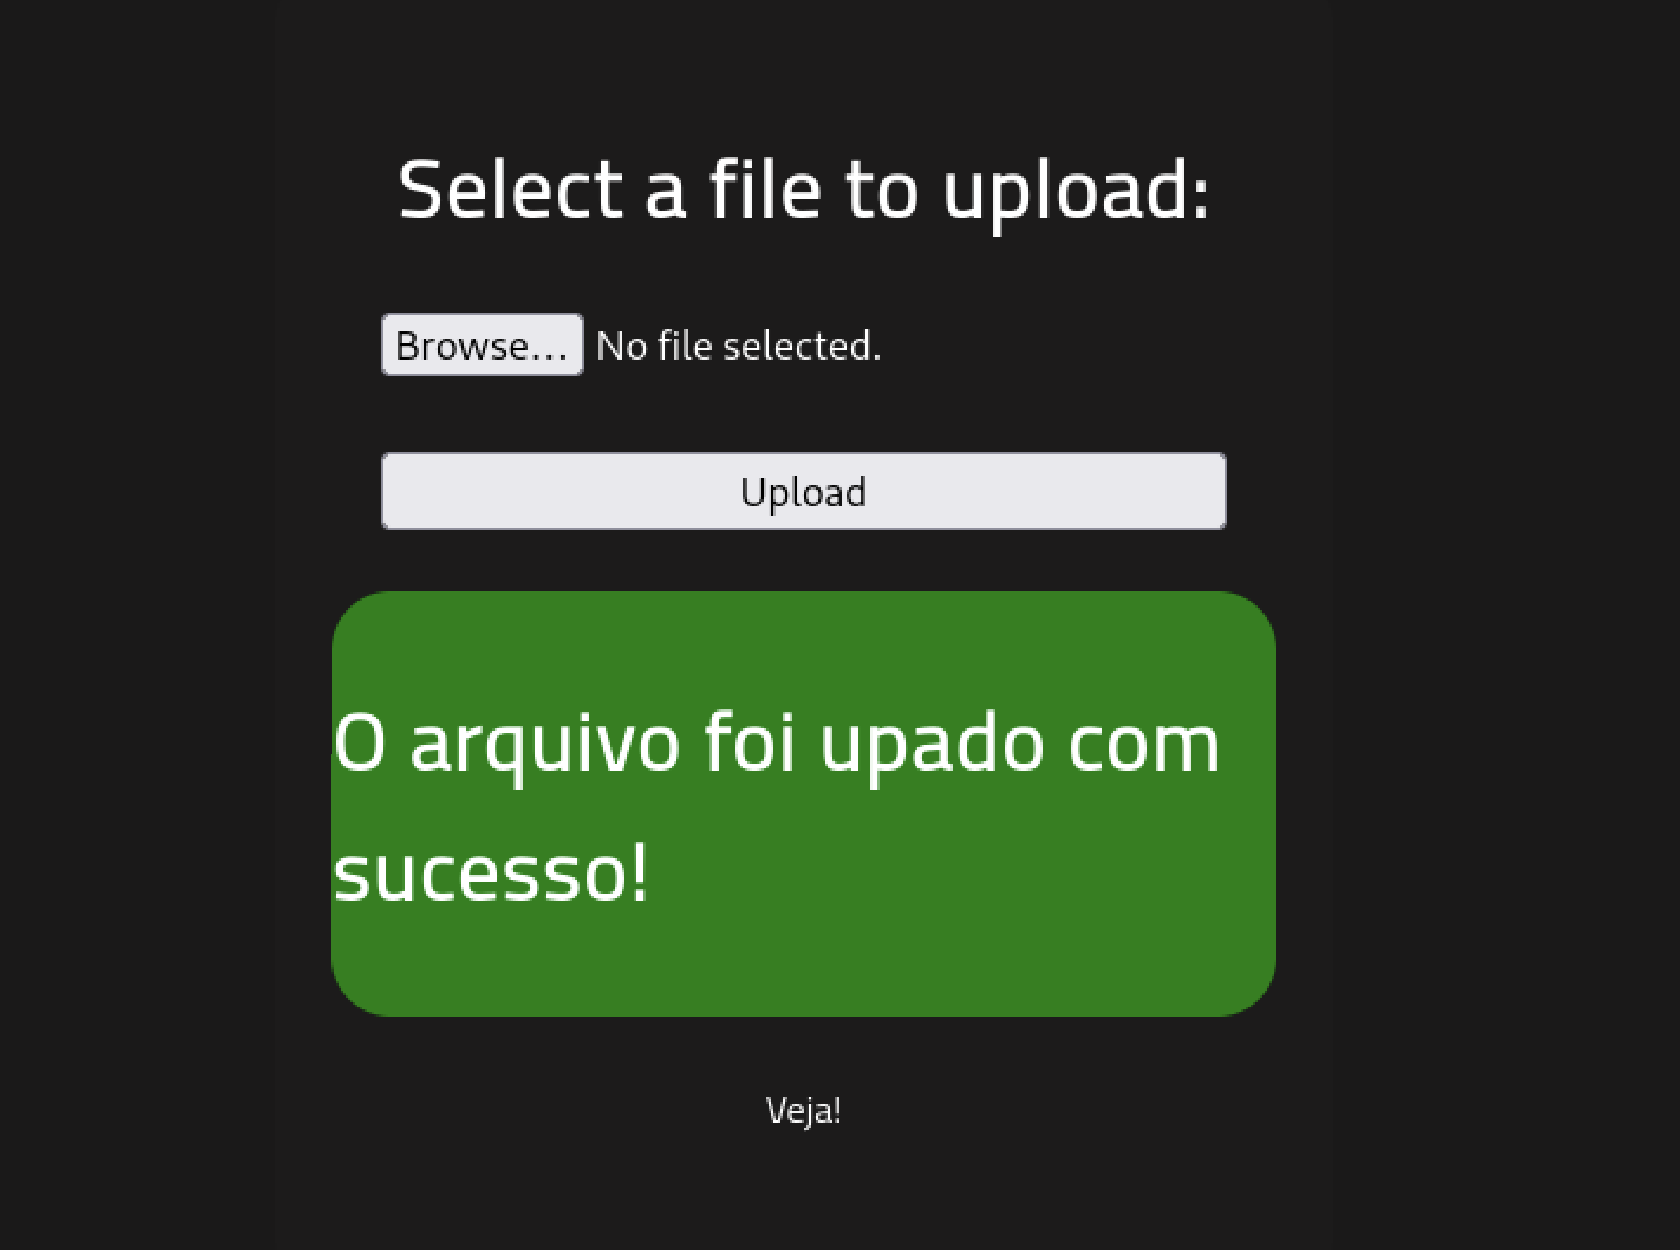 Select a file to upload:
Browse... No file selected.
Upload
O arquivo foi upado com
sucesso!
Veja!